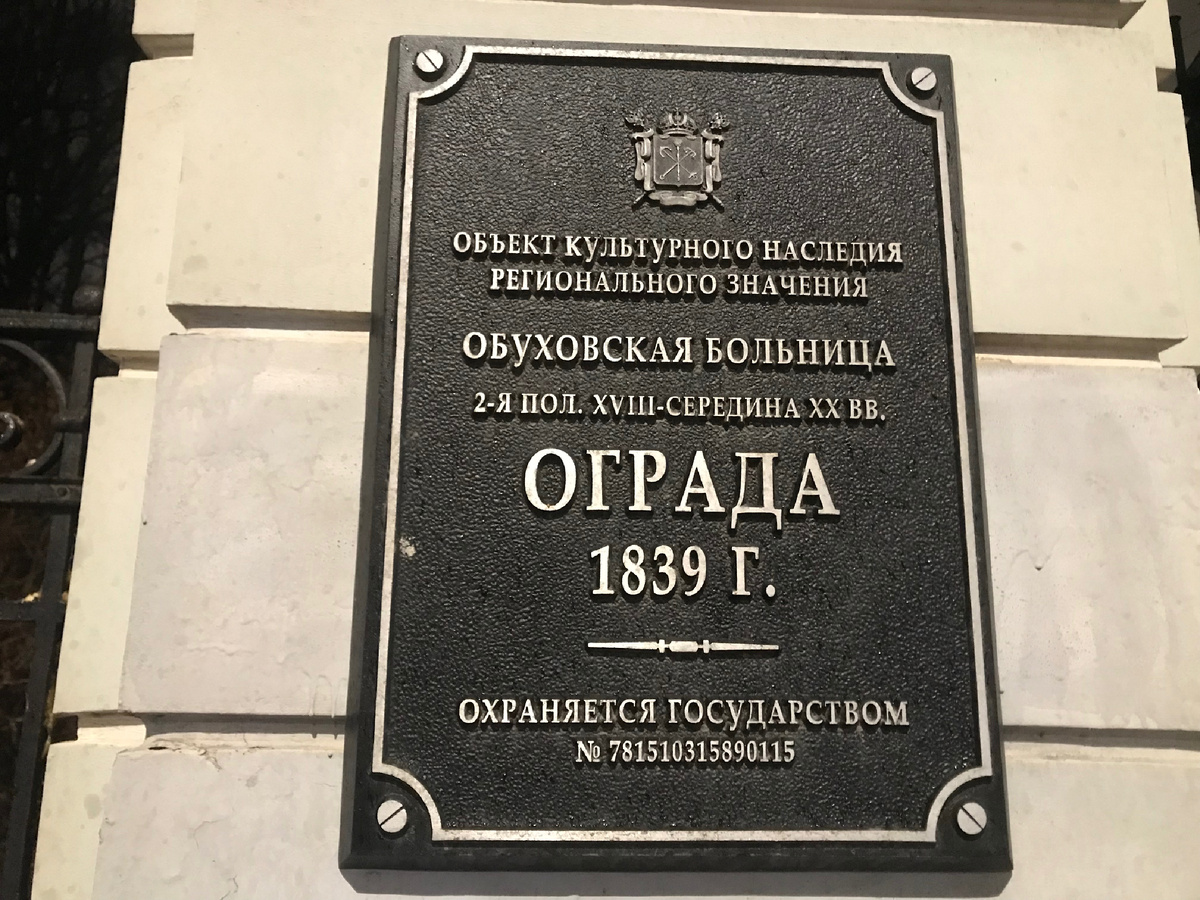 ОБЪЕКТ КУЛЬТУРНОГО НАСЛЕДИЯ
РЕГИОНАЛЬНОГО ЗНАЧЕНИЯ
ОБУХОВСКАЯ БОЛЬНИЦА
2-Я ПОЛ. XVIII-СЕРЕДИНА XX ВВ.
ОГРАДА
1839 Г.
ОХРАНЯЕТСЯ ГОСУДАРСТВОМ
№ 781510315890115